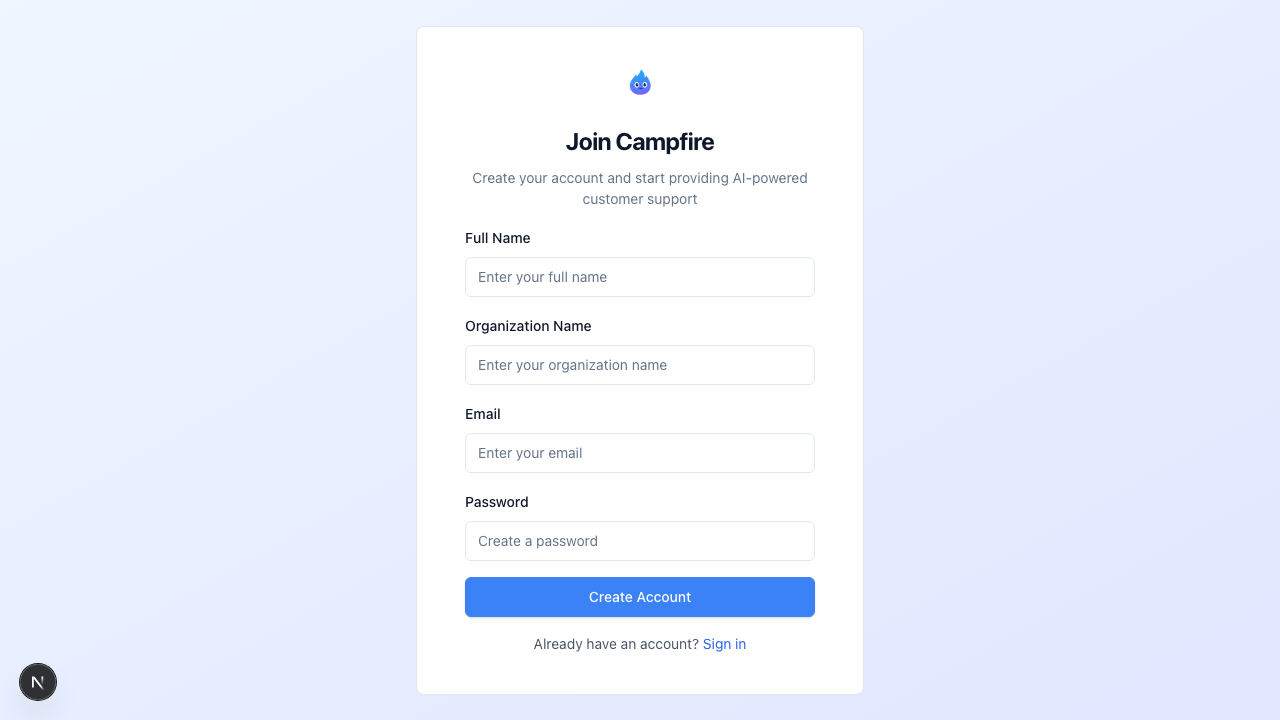 Join Campfire
Create your account and start providing AI-powered
customer support
Full Name
Enter your full name
Organization Name
Enter your organization name
Email
Enter your email
Password
Create a password
Create Account
Already have an account? Sign in
N